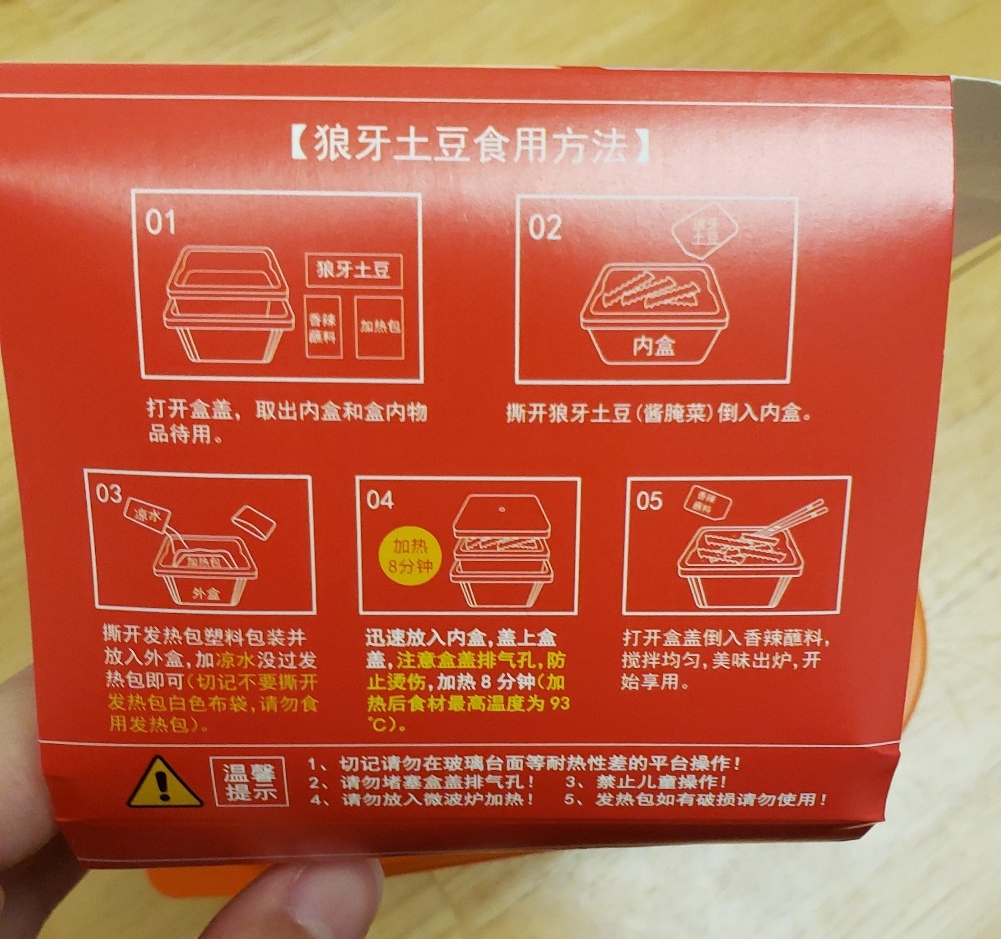 【狼牙土豆食用方法】
01
狼牙土豆
香辣
蘸料
加热包
打开盒盖，取出内盒和盒内物
品待用。
02
狼牙
土豆
内盒
撕开狼牙土豆(酱腌菜)倒入内盒。
03
凉水
加热包
外盒
撕开发热包塑料包装并
放入外盒,加凉水没过发
热包即可(切记不要撕开
发热包白色布袋,请勿食
用发热包)。
04
加热
8分钟
迅速放入内盒,盖上盒
盖,注意盒盖排气孔,防
止烫伤,加热8分钟(加
热后食材最高温度为93
℃)。
05
香辣
蘸料
打开盒盖倒入香辣蘸料,
搅拌均匀,美味出炉,开
始享用。
温馨
提示
1、切记请勿在玻璃台面等耐热性差的平台操作!
2、请勿堵塞盒盖排气孔! 3、禁止儿童操作!
4、请勿放入微波炉加热! 5、发热包如有破损请勿使用!